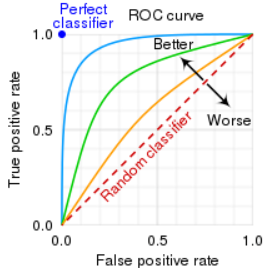 Perfect
classifier
ROC curve
1.0
Better
0.5
Worse
Random classifier
0.0
0.0
0.5
1.0
True positive rate
False positive rate